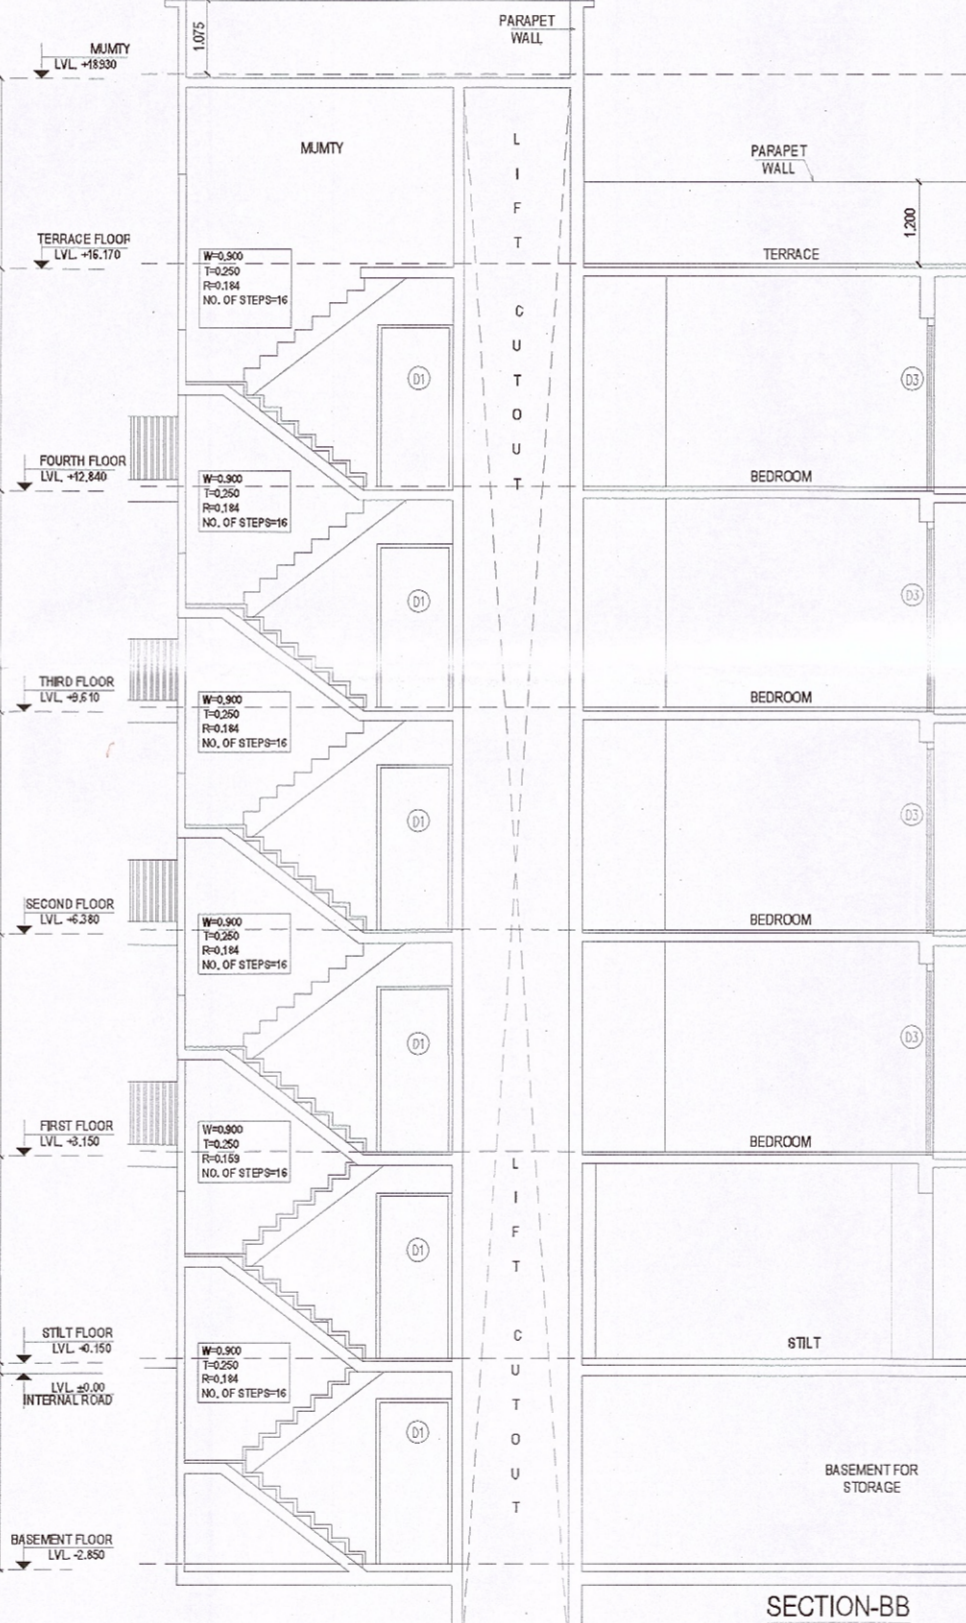 1.075
PARAPET
WALL
MUMTY
LVL. +18930
MUMTY
LIFT CUTOUT
PARAPET
WALL
1.200
TERRACE FLOOR
LVL. +16.170
TERRACE
W=0.900
T=0.250
R=0.184
NO. OF STEPS=16
D1
D3
FOURTH FLOOR
LVL. +12.840
BEDROOM
W=0.900
T=0.250
R=0.184
NO. OF STEPS=16
D1
D3
THIRD FLOOR
LVL. +9.610
BEDROOM
W=0.900
T=0.250
R=0.184
NO. OF STEPS=16
D1
D3
SECOND FLOOR
LVL. +6.380
BEDROOM
W=0.900
T=0.250
R=0.184
NO. OF STEPS=16
D1
D3
FIRST FLOOR
LVL. +3.150
BEDROOM
W=0.900
T=0.250
R=0.159
NO. OF STEPS=16
LIFT CUTOUT
D1
STILT FLOOR
LVL. +0.150
STILT
LVL. ±0.00
INTERNAL ROAD
W=0.900
T=0.250
R=0.184
NO. OF STEPS=16
D1
BASEMENT FOR
STORAGE
BASEMENT FLOOR
LVL. -2.850
SECTION-BB